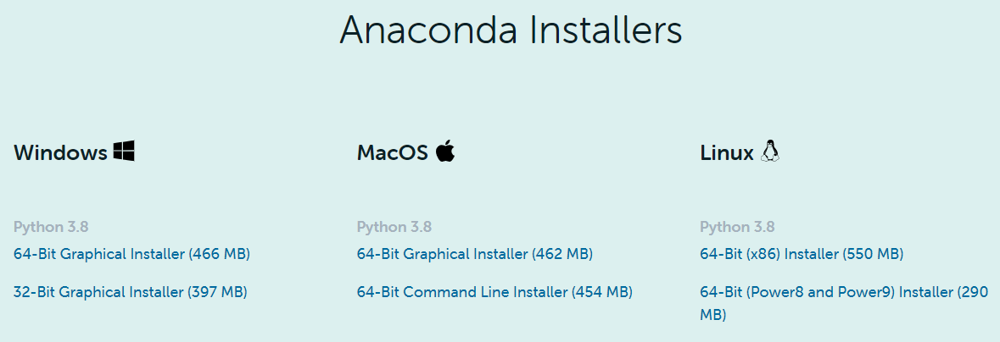 Anaconda Installers
Windows
Python 3.8
64-Bit Graphical Installer (466 MB)
32-Bit Graphical Installer (397 MB)
MacOS
Python 3.8
64-Bit Graphical Installer (462 MB)
64-Bit Command Line Installer (454 MB)
Linux
Python 3.8
64-Bit (x86) Installer (550 MB)
64-Bit (Power8 and Power9) Installer (290
MB)